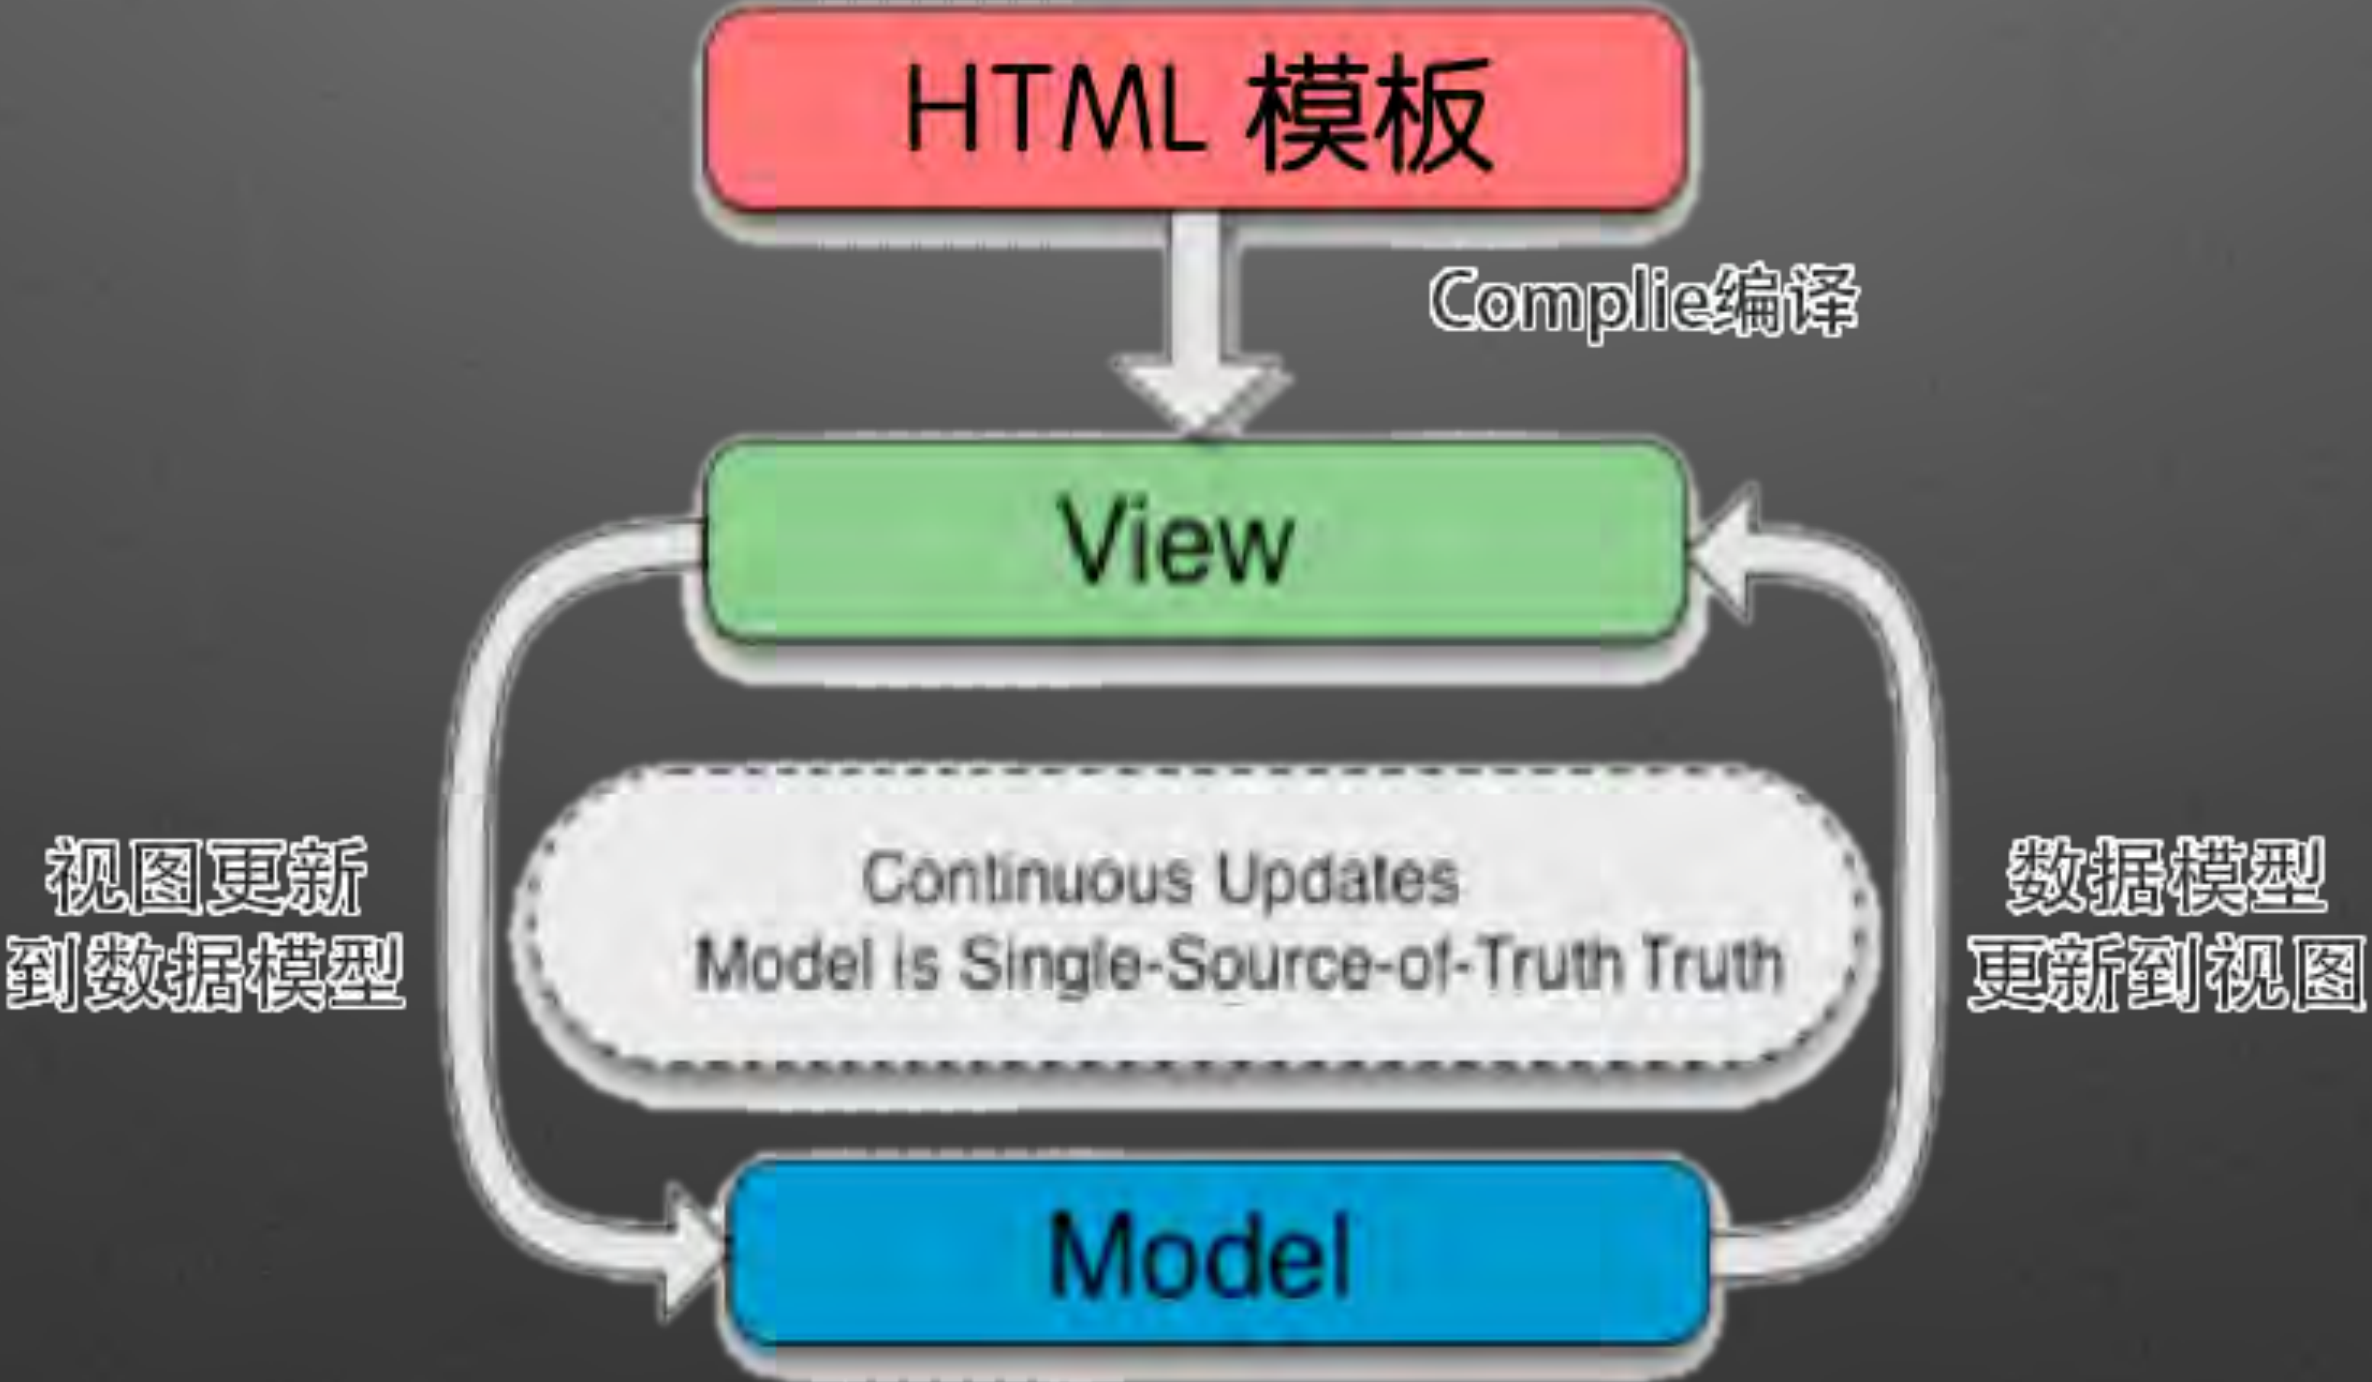 HTML 模板
Complie编译
View
视图更新
到数据模型
Continuous Updates
Model is Single-Source-of-Truth Truth
数据模型
更新到视图
Model